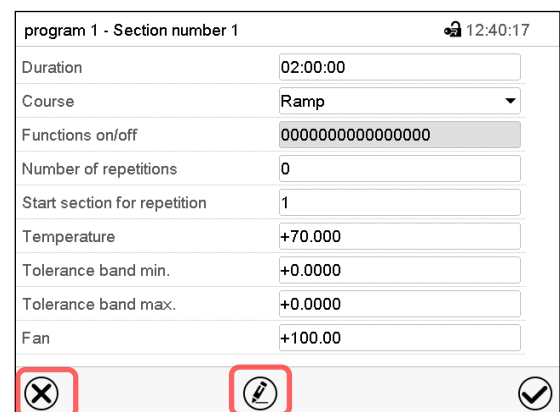 program 1 - Section number 1 12:40:17
Duration 02:00:00
Course Ramp
Functions on/off 0000000000000000
Number of repetitions 0
Start section for repetition 1
Temperature +70.000
Tolerance band min. +0.0000
Tolerance band max. +0.0000
Fan +100.00